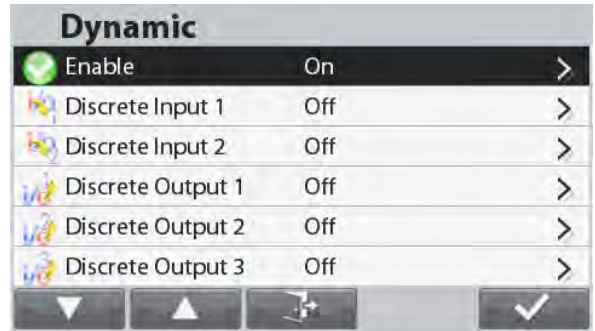 Dynamic
Enable On
Discrete Input 1 Off
Discrete Input 2 Off
Discrete Output 1 Off
Discrete Output 2 Off
Discrete Output 3 Off